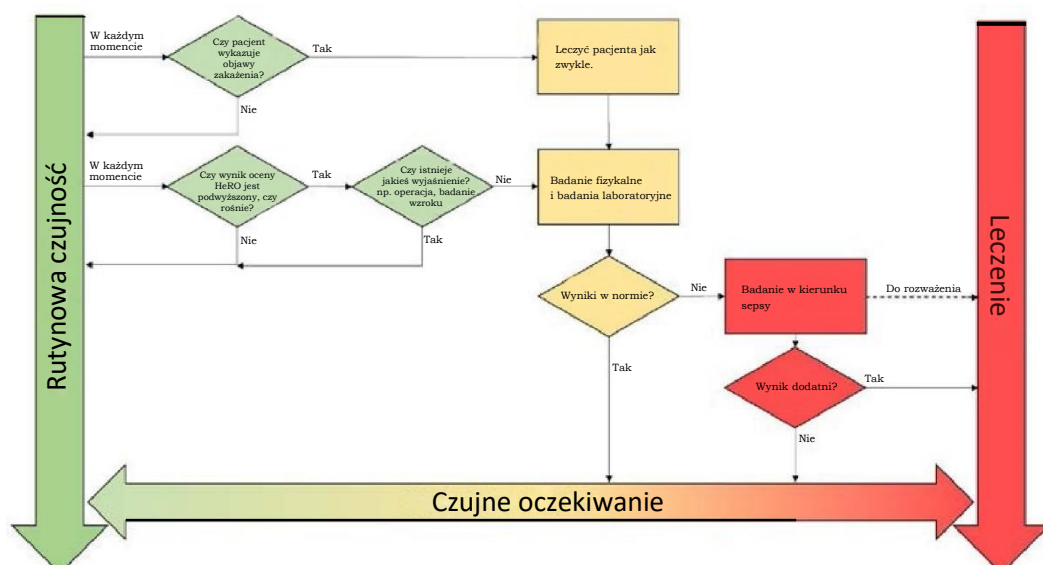 W każdym
momencie
Czy pacjent
wykazuje
objawy
zakażenia?
Tak
Leczyć pacjenta jak
zwykle.
Nie
W każdym
momencie
Czy wynik oceny
HeRO jest
podwyższony, czy
rośnie?
Tak
Czy istnieje
jakieś wyjaśnienie?
np. operacja, badanie
wzroku
Nie
Badanie fizykalne
i badania laboratoryjne
Nie
Tak
Wyniki w normie?
Nie
Badanie w kierunku
sepsy
Do rozważenia
Tak
Wynik dodatni?
Tak
Nie
Rutynowa czujność
Czujne oczekiwanie
Leczenie